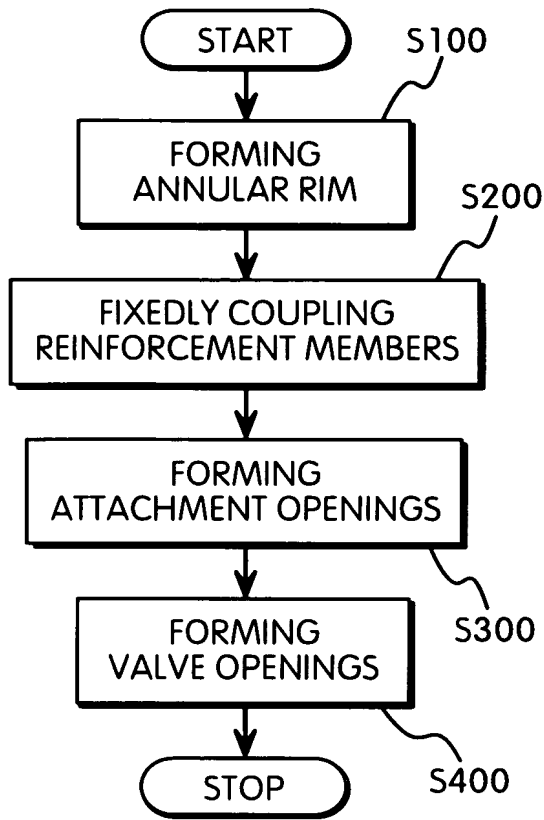 START
S100
FORMING
ANNULAR RIM
S200
FIXEDLY COUPLING
REINFORCEMENT MEMBERS
FORMING
ATTACHMENT OPENINGS
S300
FORMING
VALVE OPENINGS
S400
STOP